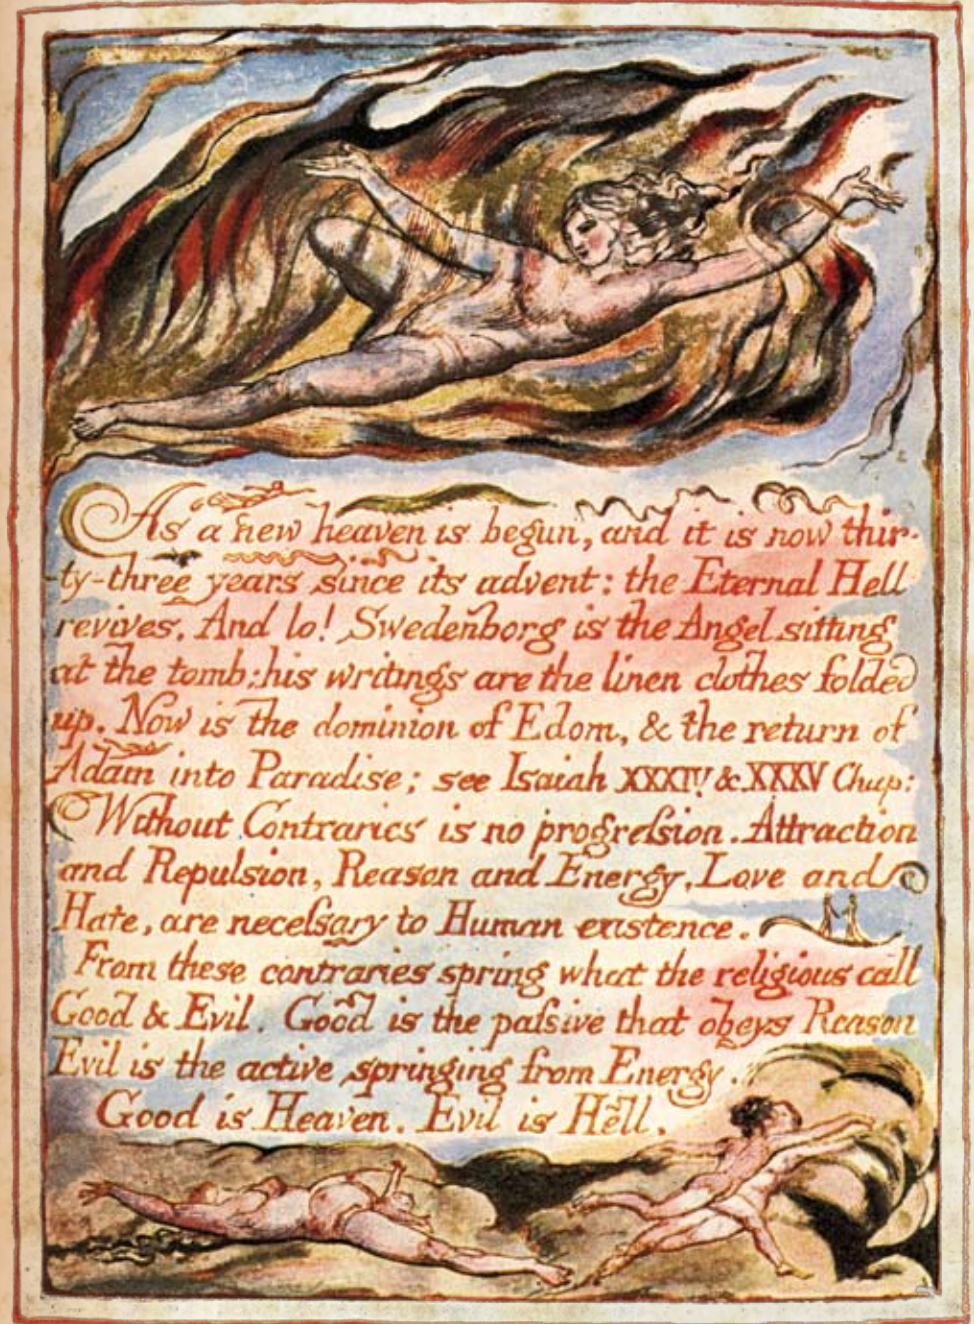 As a new heaven is begun, and it is now thir-
ty-three years since its advent: the Eternal Hell
revives. And lo! Swedenborg is the Angel sitting
at the tomb: his writings are the linen clothes folded
up. Now is the dominion of Edom, & the return of
Adam into Paradise; see Isaiah XXXIV & XXXV Chap:
Without Contraries is no progreſsion. Attraction
and Repulsion, Reason and Energy, Love and
Hate, are neceſsary to Human existence.
From these contraries spring what the religious call
Good & Evil. Good is the paſsive that obeys Reason
Evil is the active springing from Energy.
Good is Heaven. Evil is Hell.